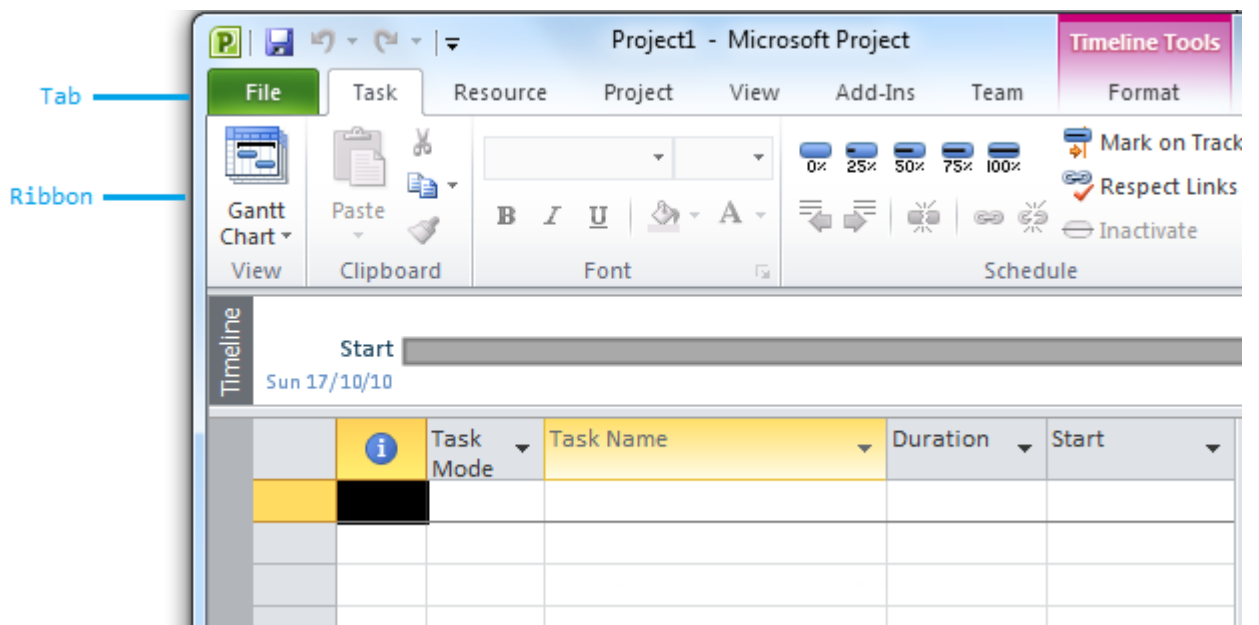 Project1 - Microsoft Project
Timeline Tools
Tab
File Task Resource Project View Add-Ins Team Format
Ribbon
0% 25% 50% 75% 100%
Mark on Track
Respect Links
Inactivate
Gantt
Chart
Paste
B I U A
View Clipboard Font Schedule
Timeline
Start
Sun 17/10/10
Task
Mode
Task Name
Duration
Start